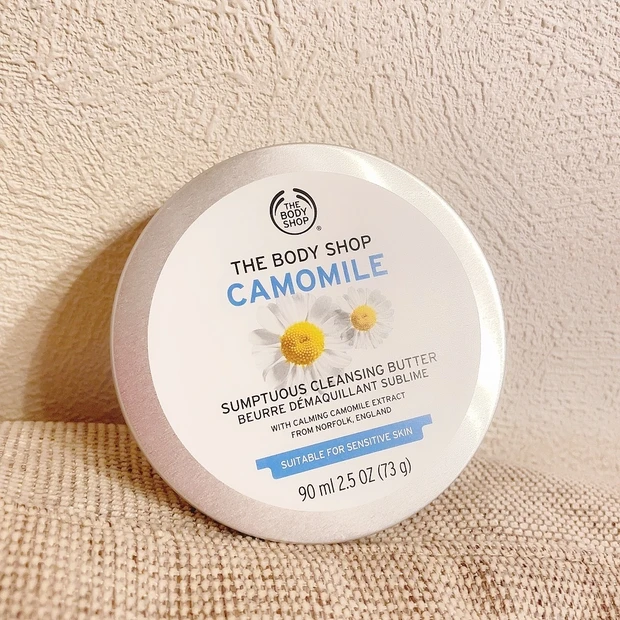 THE
BODY
SHOP
®
THE BODY SHOP
CAMOMILE
SUMPTUOUS CLEANSING BUTTER
BEURRE DÉMAQUILLANT SUBLIME
WITH CALMING CAMOMILE EXTRACT
FROM NORFOLK, ENGLAND
SUITABLE FOR SENSITIVE SKIN
90 ml 2.5 OZ (73 g)